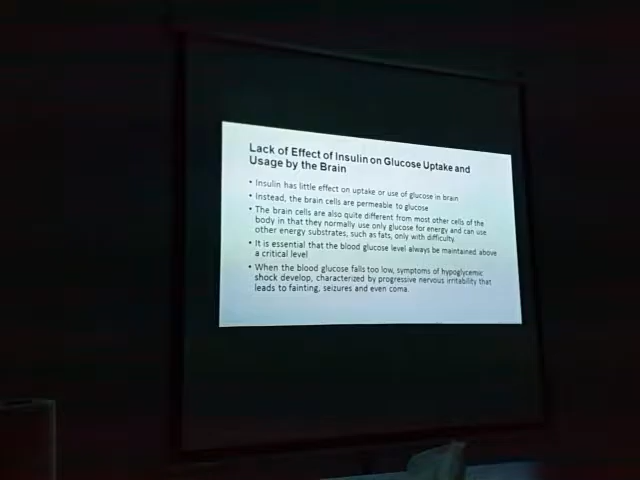 Lack of Effect of Insulin on Glucose Uptake and
Usage by the Brain
• Insulin has little effect on uptake or use of glucose in brain
• Instead, the brain cells are permeable to glucose
• The brain cells are also quite different from most other cells of the
body in that they normally use only glucose for energy and can use
other energy substrates, such as fats, only with difficulty
• It is essential that the blood glucose level always be maintained above
a critical level
• When the blood glucose falls too low, symptoms of hypoglycemic
shock develop, characterized by progressive nervous irritability that
leads to fainting, seizures and even coma.